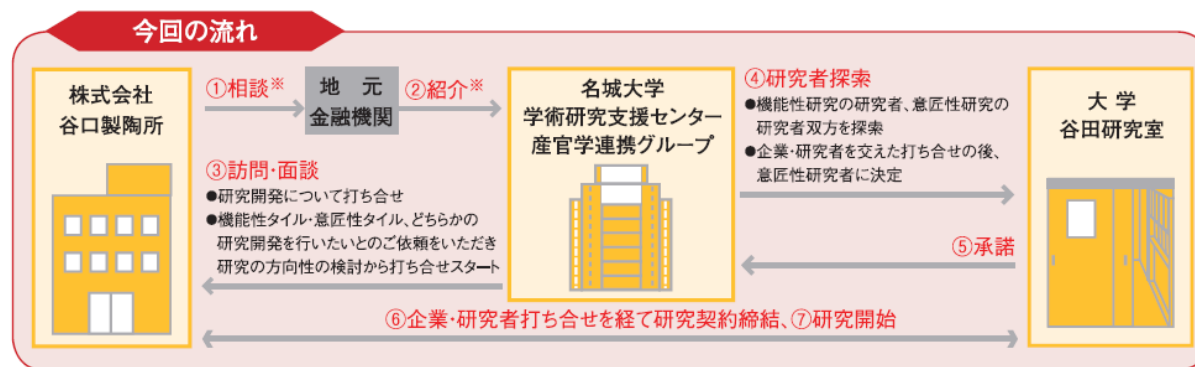 今回の流れ
株式会社
谷口製陶所
①相談※
地 元
金融機関
②紹介※
名城大学
学術研究支援センター
産官学連携グループ
④研究者探索
●機能性研究の研究者、意匠性研究の
研究者双方を探索
●企業・研究者を交えた打ち合せの後、
意匠性研究者に決定
大 学
谷田研究室
③訪問・面談
●研究開発について打ち合せ
●機能性タイル・意匠性タイル、どちらかの
研究開発を行いたいとのご依頼をいただき
研究の方向性の検討から打ち合せスタート
⑤承諾
⑥企業・研究者打ち合せを経て研究契約締結、⑦研究開始